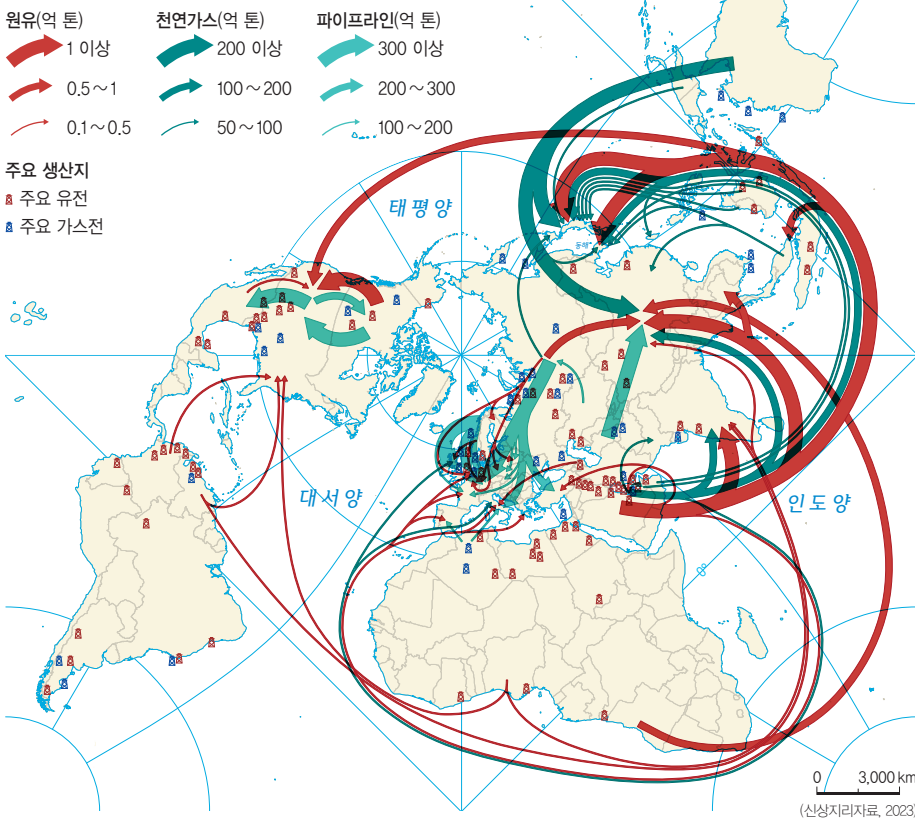 원유(억 톤)
1 이상
0.5~1
0.1~0.5
천연가스(억 톤)
200 이상
100~200
50~100
파이프라인(억 톤)
300 이상
200~300
100~200
주요 생산지
주요 유전
주요 가스전
태평양
동해
대서양
인도양
0 3,000 km
(신상지리자료, 2023)